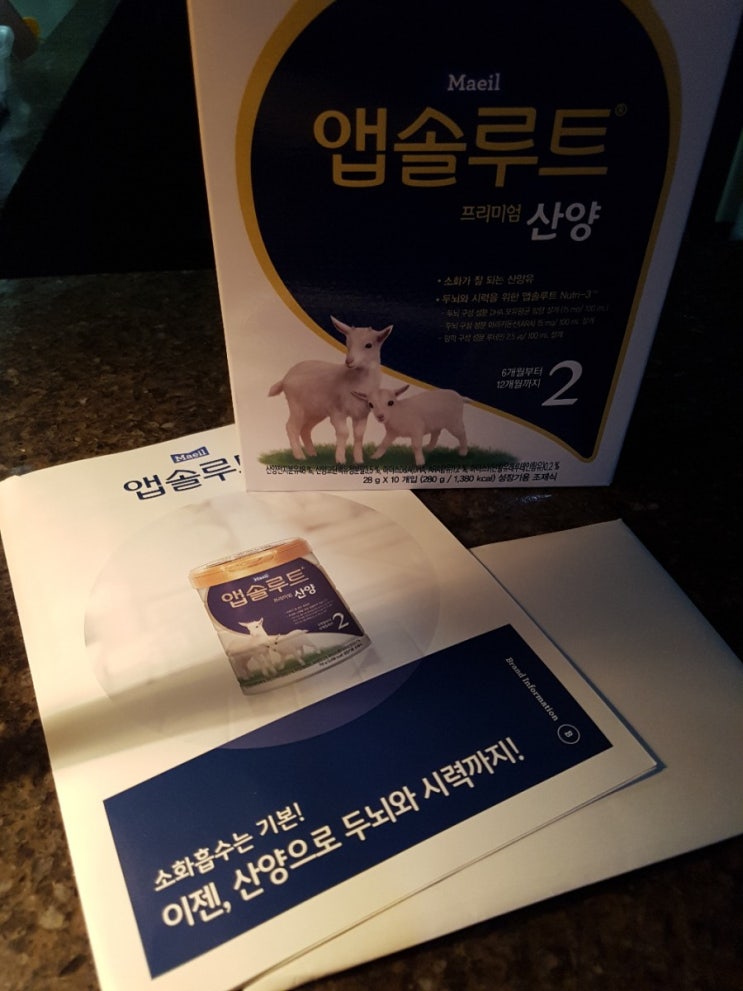 Maeil
앱솔루트®
프리미엄 산양
• 소화가 잘 되는 산양유
• 두뇌와 시력을 위한 앱솔루트 Nutri-3™
6개월부터
12개월까지 2
28 g X 10 개입 (280 g / 1,380 kcal) 성장기용 조제식
Maeil
앱솔루
Maeil
앱솔루트
프리미엄 산양
2
Brand Information
소화흡수는 기본!
이젠, 산양으로 두뇌와 시력까지!